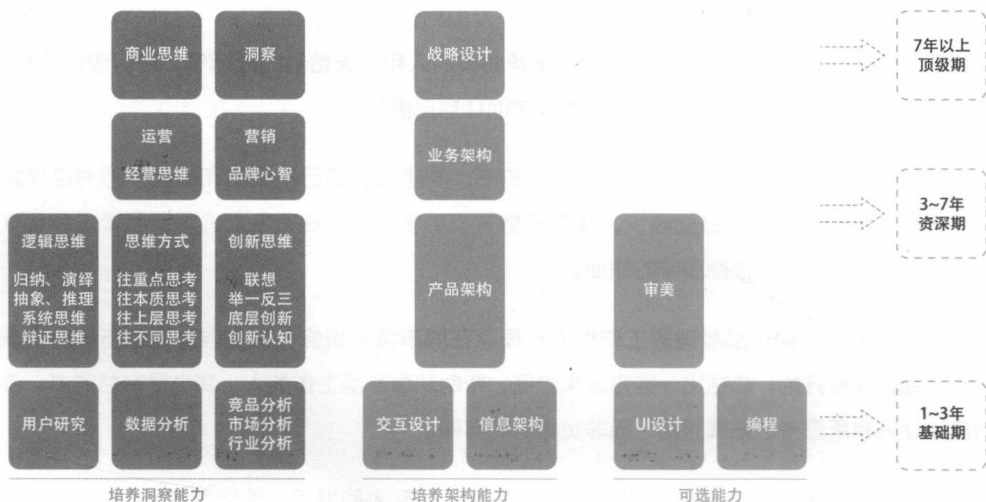 商业思维
洞察
战略设计
7年以上
顶级期
运营
经营思维
营销
品牌心智
业务架构
3~7年
资深期
逻辑思维
归纳、演绎
抽象、推理
系统思维
辩证思维
思维方式
往重点思考
往本质思考
往上层思考
往不同思考
创新思维
联想
举一反三
底层创新
创新认知
产品架构
审美
用户研究
数据分析
竞品分析
市场分析
行业分析
交互设计
信息架构
UI设计
编程
1~3年
基础期
培养洞察能力
培养架构能力
可选能力